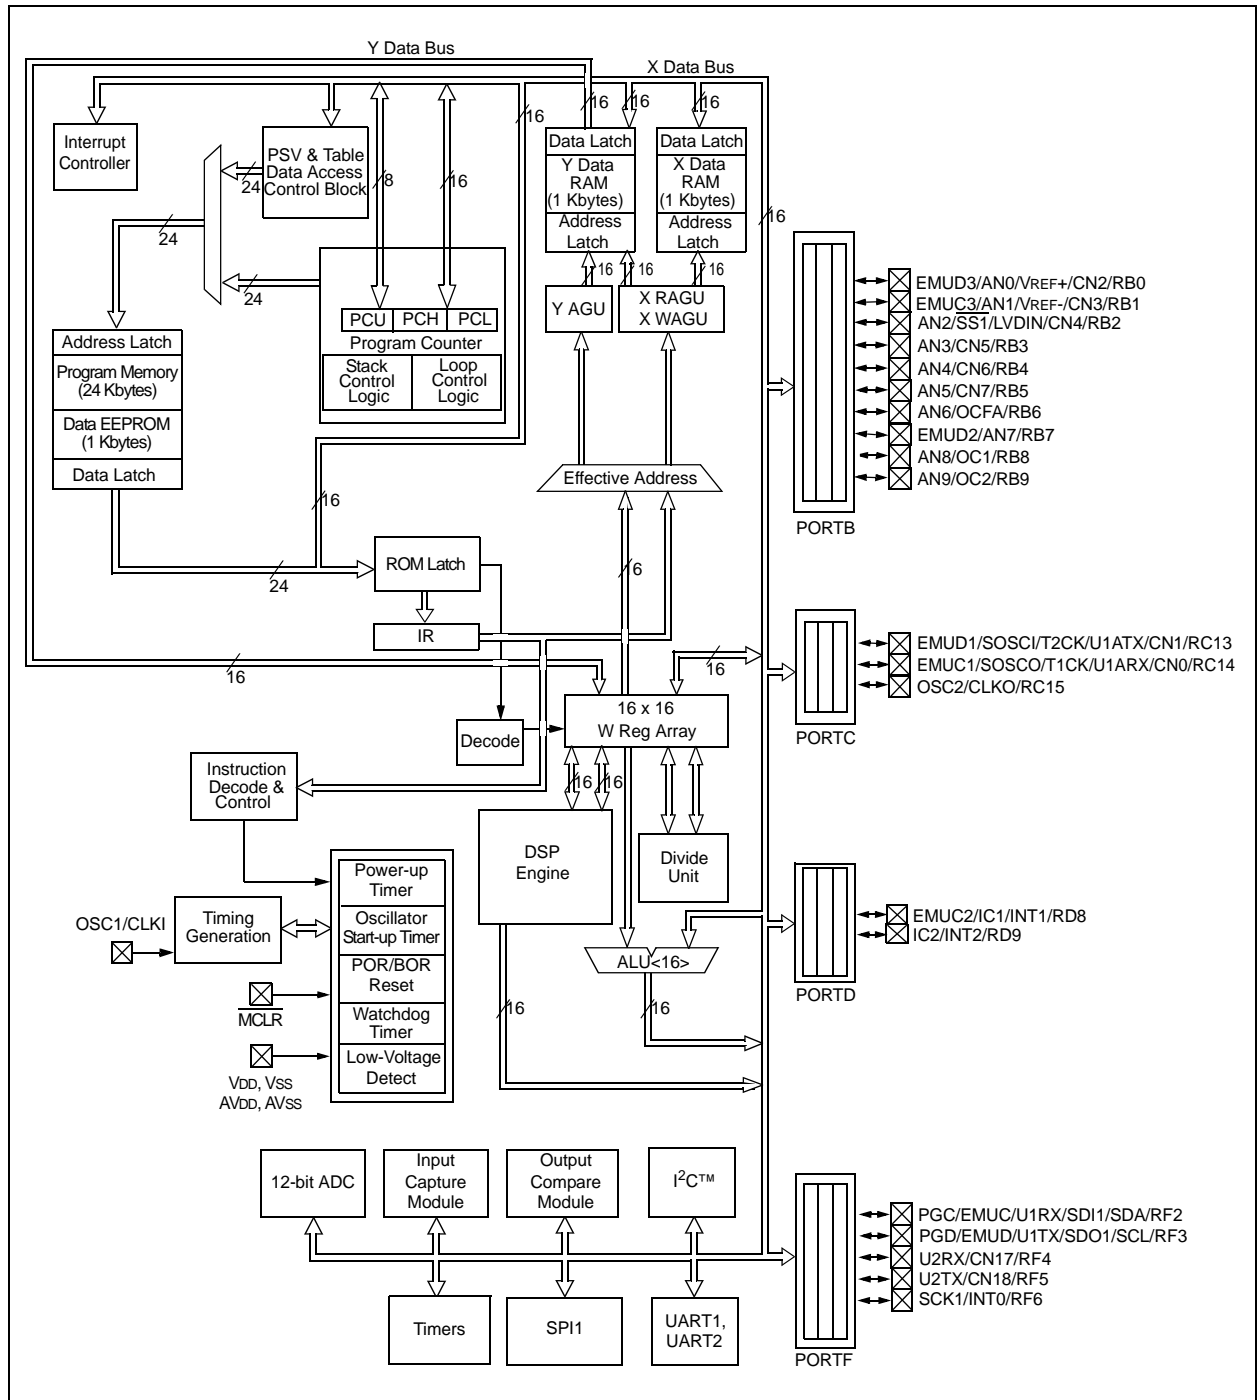 Y Data Bus
X Data Bus
16
16
16
16
Interrupt
Controller
PSV & Table
Data Access
Control Block
24
8
16
24
24
Data Latch
Y Data
RAM
(1 Kbytes)
Address
Latch
Data Latch
X Data
RAM
(1 Kbytes)
Address
Latch
16
16
16
16
Y AGU
X RAGU
X WAGU
PCU
PCH
PCL
Program Counter
Stack
Control
Logic
Loop
Control
Logic
Address Latch
Program Memory
(24 Kbytes)
Data EEPROM
(1 Kbytes)
Data Latch
Effective Address
16
24
ROM Latch
6
IR
16
16
16 x 16
W Reg Array
Decode
Instruction
Decode &
Control
16
16
DSP
Engine
Divide
Unit
Power-up
Timer
Oscillator
Start-up Timer
POR/BOR
Reset
Watchdog
Timer
Low-Voltage
Detect
OSC1/CLKI
Timing
Generation
MCLR
VDD, VSS
AVDD, AVSS
ALU<16>
16
16
EMUD3/AN0/VREF+/CN2/RB0
EMUC3/AN1/VREF-/CN3/RB1
AN2/SS1/LVDIN/CN4/RB2
AN3/CN5/RB3
AN4/CN6/RB4
AN5/CN7/RB5
AN6/OCFA/RB6
EMUD2/AN7/RB7
AN8/OC1/RB8
AN9/OC2/RB9
PORTB
EMUD1/SOSCI/T2CK/U1ATX/CN1/RC13
EMUC1/SOSCO/T1CK/U1ARX/CN0/RC14
OSC2/CLKO/RC15
PORTC
EMUC2/IC1/INT1/RD8
IC2/INT2/RD9
PORTD
12-bit ADC
Input
Capture
Module
Output
Compare
Module
I2C™
Timers
SPI1
UART1,
UART2
PGC/EMUC/U1RX/SDI1/SDA/RF2
PGD/EMUD/U1TX/SDO1/SCL/RF3
U2RX/CN17/RF4
U2TX/CN18/RF5
SCK1/INT0/RF6
PORTF